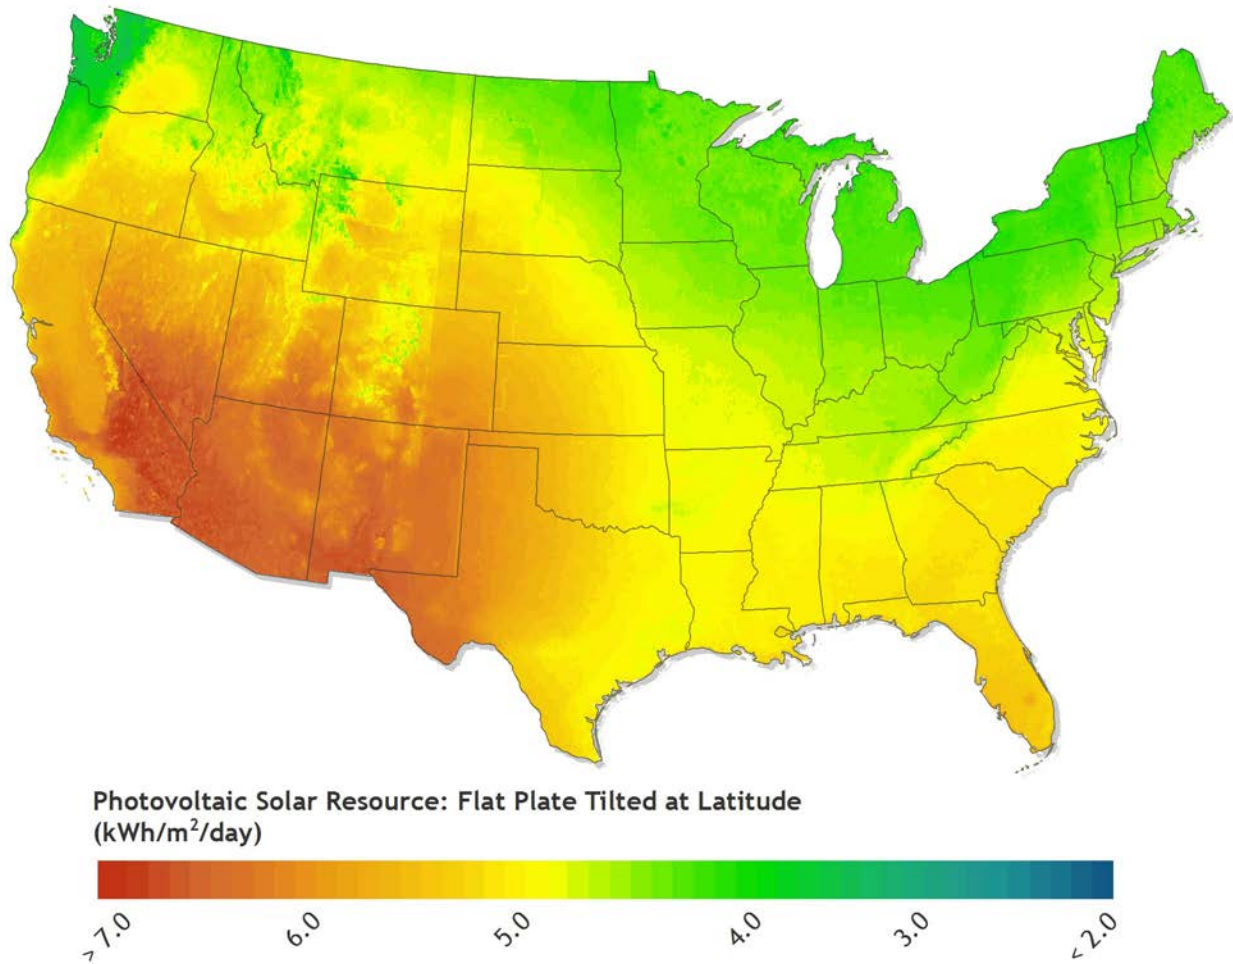 Photovoltaic Solar Resource: Flat Plate Tilted at Latitude
(kWh/m²/day)
> 7.0 6.0 5.0 4.0 3.0 < 2.0